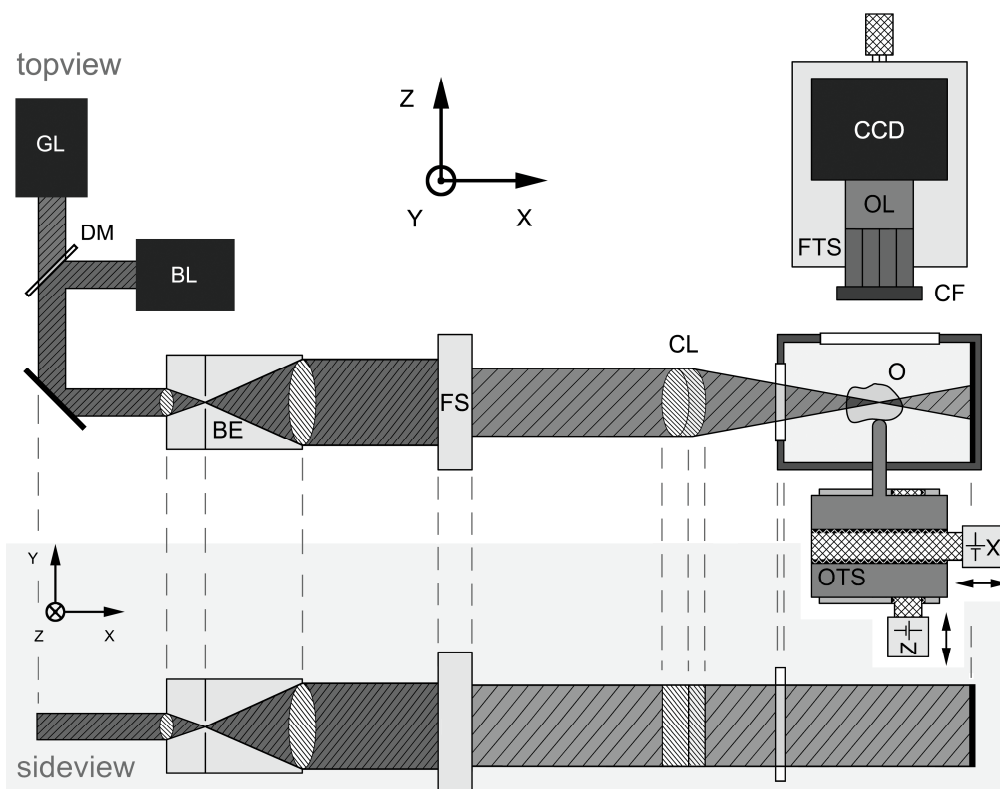 topview
GL
DM
BL
Z
Y
X
CCD
OL
FTS
CF
BE
FS
CL
O
X
OTS
Z
Y
Z
X
sideview